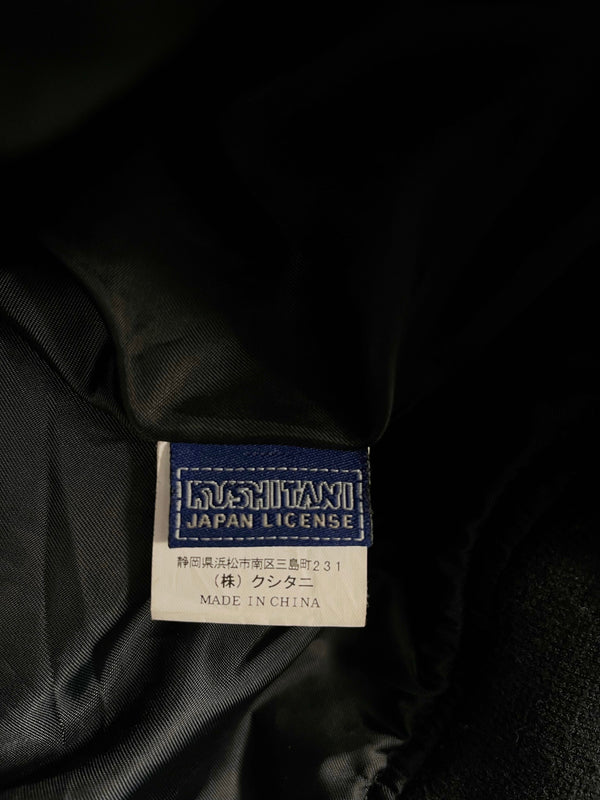 KUSHITANI
JAPAN LICENSE
静岡県浜松市南区三島町231
（株）クシタニ
MADE IN CHINA